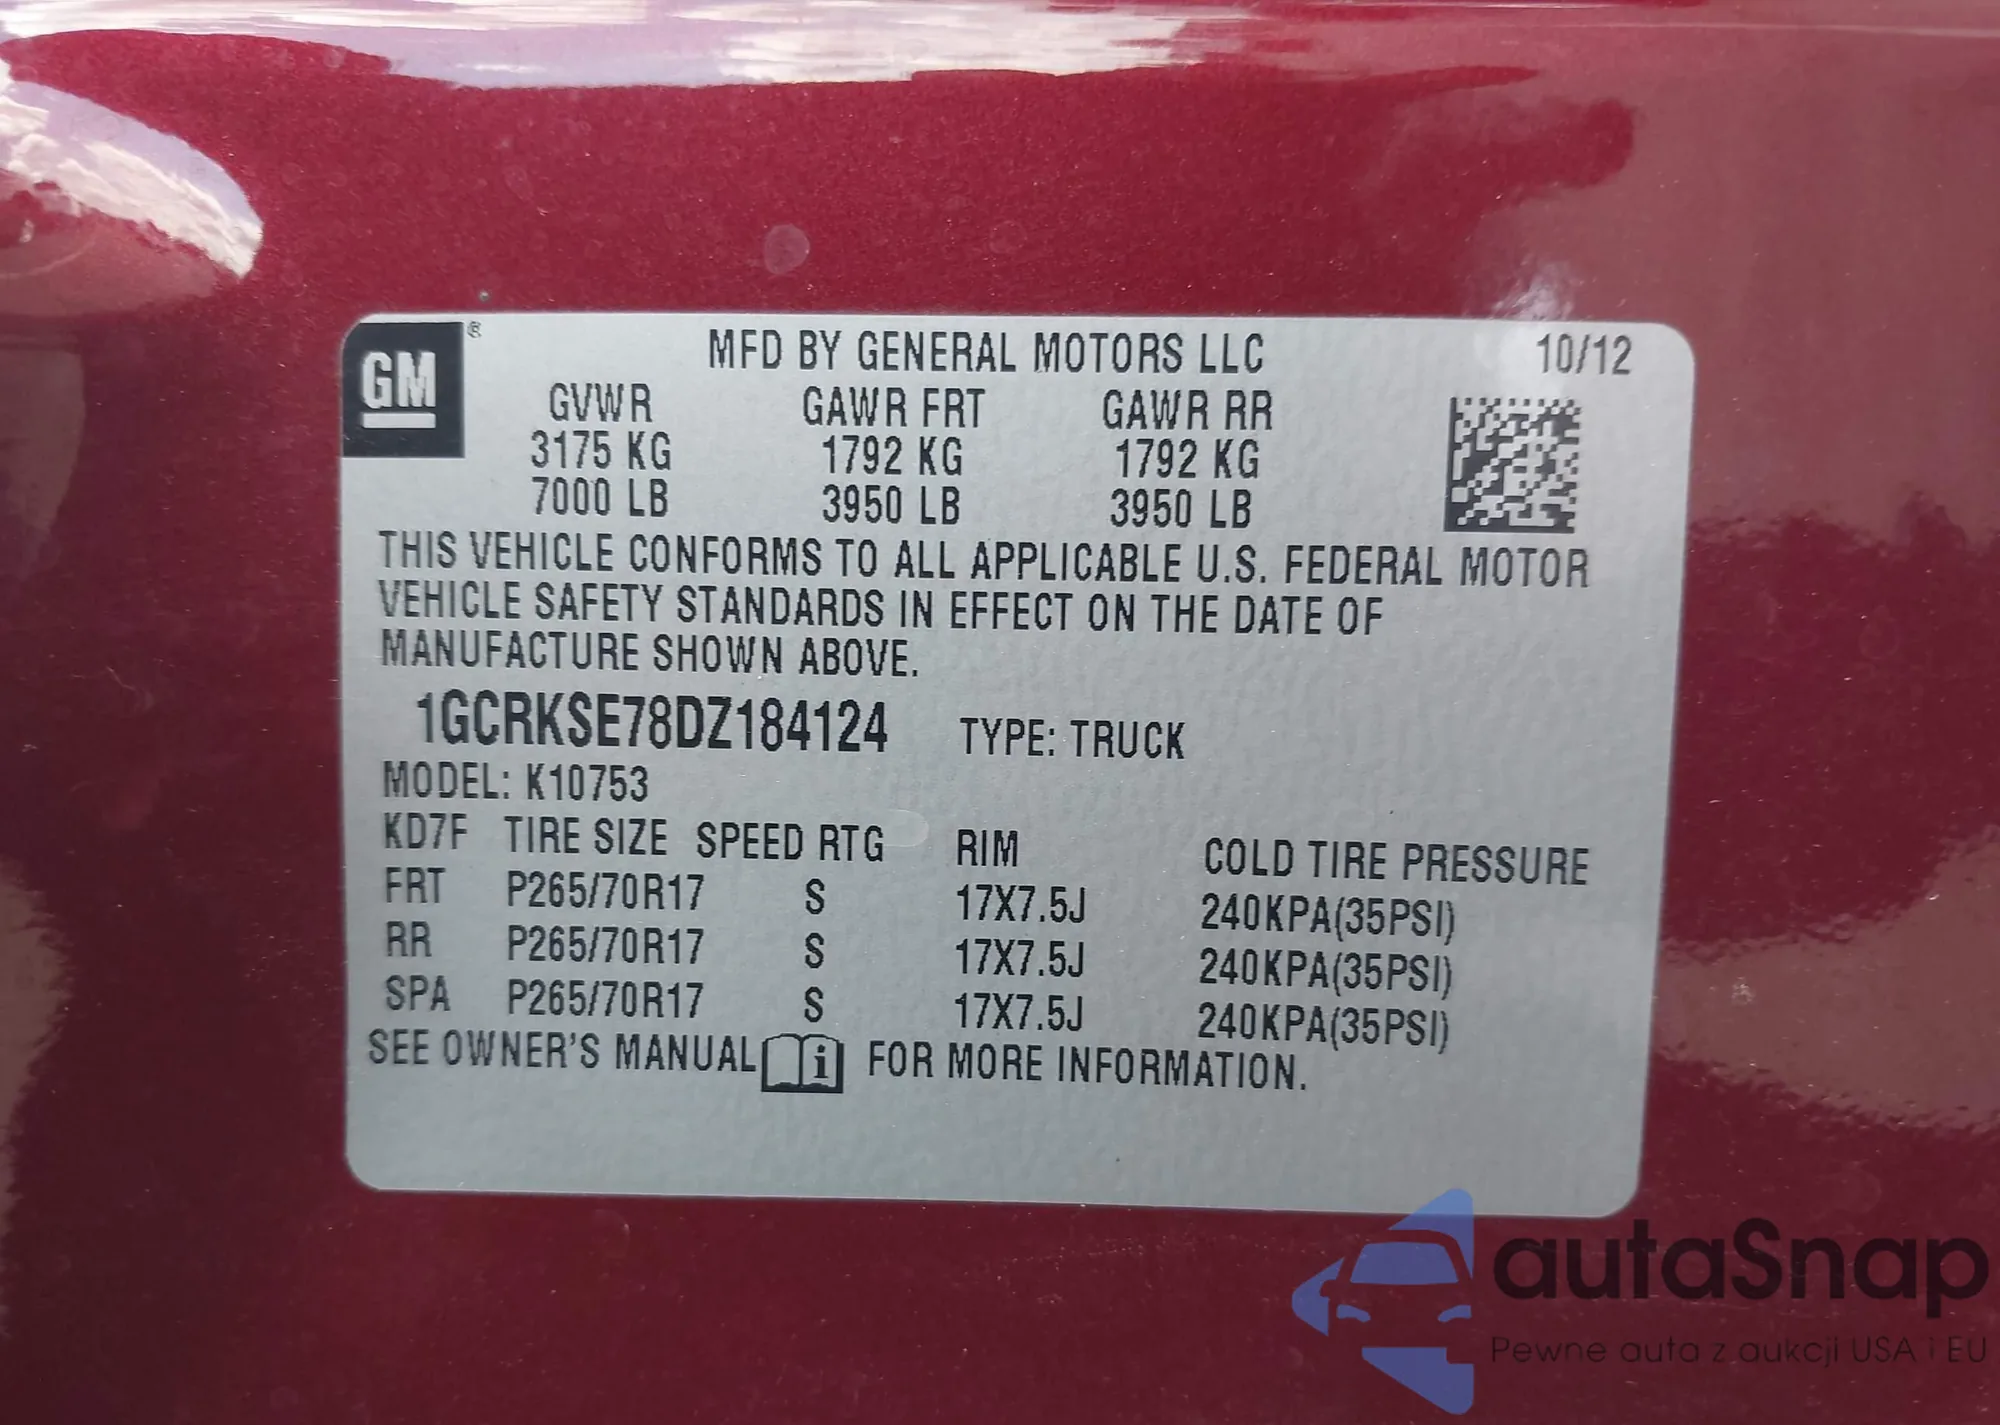 GM ® MFD BY GENERAL MOTORS LLC 10/12
GVWR GAWR FRT GAWR RR
3175 KG 1792 KG 1792 KG
7000 LB 3950 LB 3950 LB
THIS VEHICLE CONFORMS TO ALL APPLICABLE U.S. FEDERAL MOTOR
VEHICLE SAFETY STANDARDS IN EFFECT ON THE DATE OF
MANUFACTURE SHOWN ABOVE.
1GCRKSE78DZ184124 TYPE: TRUCK
MODEL: K10753
KD7F TIRE SIZE SPEED RTG RIM COLD TIRE PRESSURE
FRT P265/70R17 S 17X7.5J 240KPA(35PSI)
RR P265/70R17 S 17X7.5J 240KPA(35PSI)
SPA P265/70R17 S 17X7.5J 240KPA(35PSI)
SEE OWNER'S MANUAL i FOR MORE INFORMATION.
autaSnap
Pewne auta z aukcji USA i EU